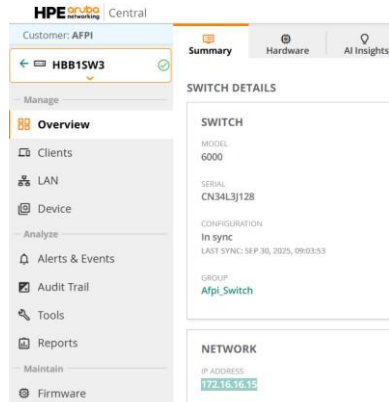 HPE aruba networking Central
Customer: AFPI
HBB1SW3
Manage
Overview
Clients
LAN
Device
Analyze
Alerts & Events
Audit Trail
Tools
Reports
Maintain
Firmware
Summary
Hardware
AI Insights
SWITCH DETAILS
SWITCH
MODEL
6000
SERIAL
CN34L3J128
CONFIGURATION
In sync
LAST SYNC: SEP 30, 2025, 09:03:53
GROUP
Afpi_Switch
NETWORK
IP ADDRESS
172.16.16.15